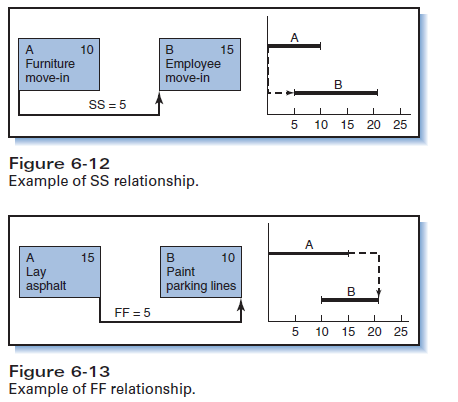 A 10
Furniture
move-in
B 15
Employee
move-in
SS = 5
A
B
5 10 15 20 25
Figure 6-12
Example of SS relationship.
A 15
Lay
asphalt
B 10
Paint
parking lines
FF = 5
A
B
5 10 15 20 25
Figure 6-13
Example of FF relationship.